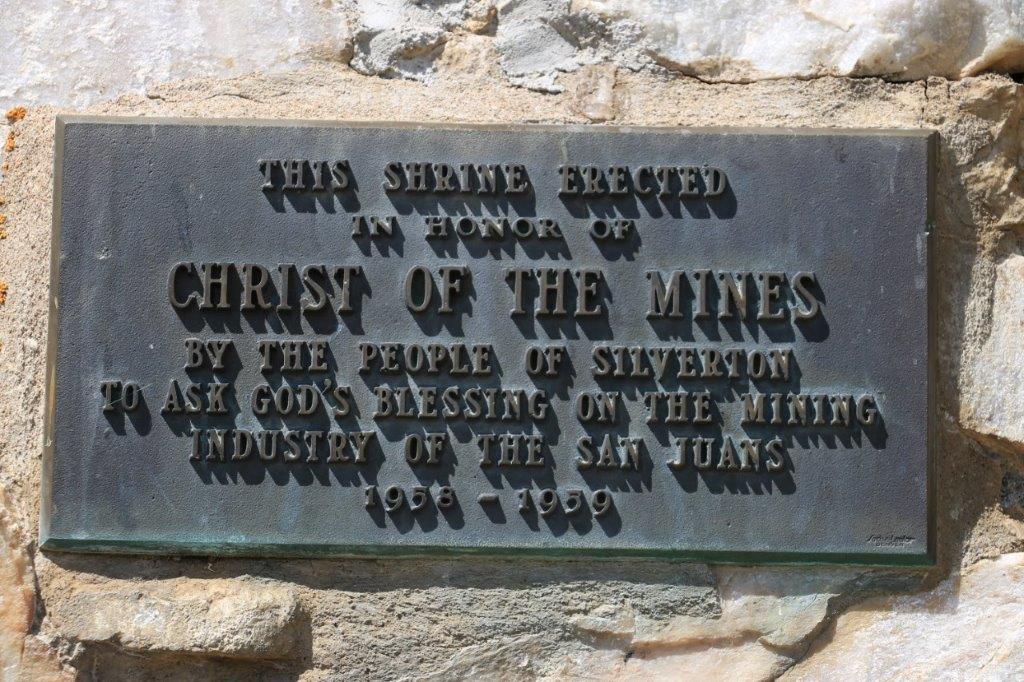 THIS SHRINE ERECTED
IN HONOR OF
CHRIST OF THE MINES
BY THE PEOPLE OF SILVERTON
TO ASK GOD'S BLESSING ON THE MINING
INDUSTRY OF THE SAN JUANS
1958 - 1959
DENVER